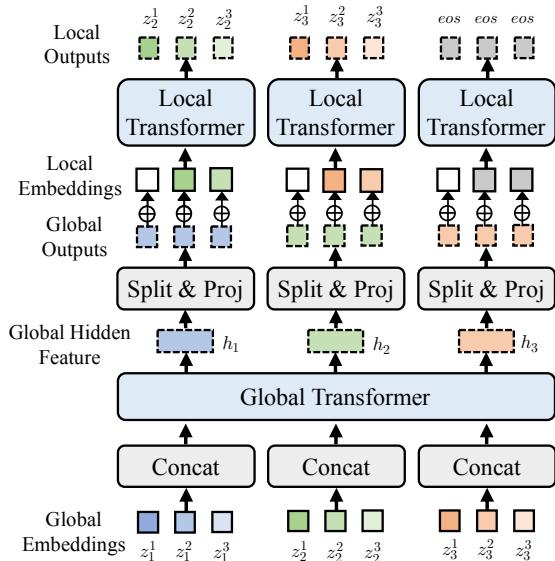 z_2^1 z_2^2 z_2^3 z_3^1 z_3^2 z_3^3 eos eos eos
Local
Outputs
Local
Transformer
Local
Transformer
Local
Transformer
Local
Embeddings
Global
Outputs
Split & Proj Split & Proj Split & Proj
Global Hidden
Feature
h_1 h_2 h_3
Global Transformer
Concat Concat Concat
Global
Embeddings
z_1^1 z_1^2 z_1^3 z_2^1 z_2^2 z_2^3 z_3^1 z_3^2 z_3^3